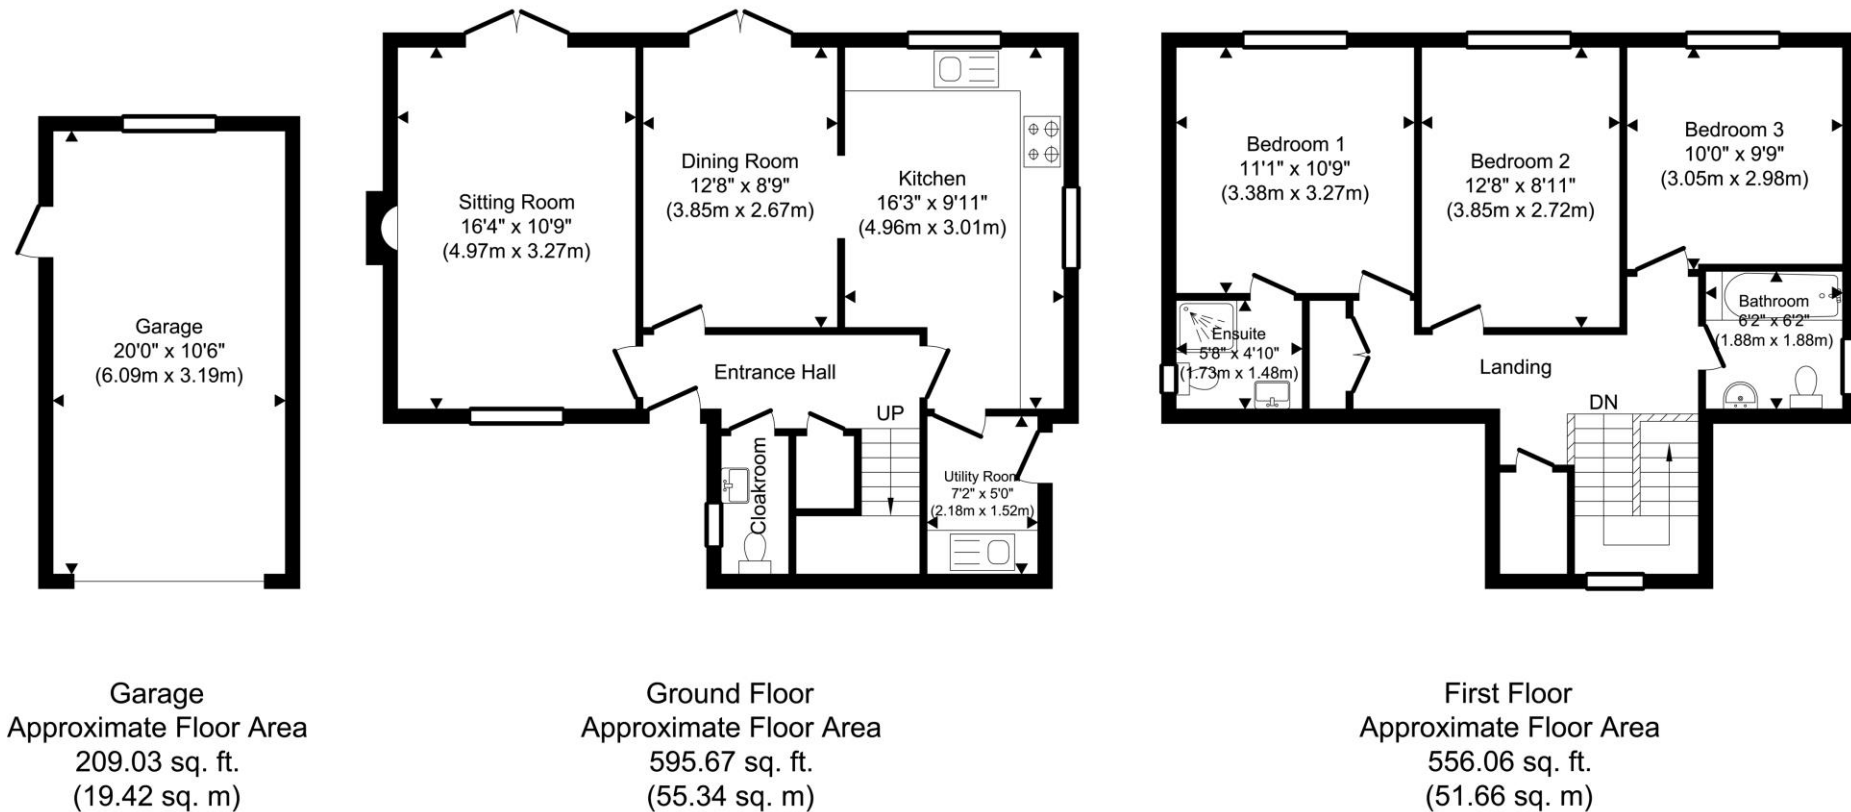 Garage
20'0" x 10'6"
(6.09m x 3.19m)
Sitting Room
16'4" x 10'9"
(4.97m x 3.27m)
Dining Room
12'8" x 8'9"
(3.85m x 2.67m)
Kitchen
16'3" x 9'11"
(4.96m x 3.01m)
Entrance Hall
UP
Cloakroom
Utility Room
7'2" x 5'0"
(2.18m x 1.52m)
Bedroom 1
11'1" x 10'9"
(3.38m x 3.27m)
Bedroom 2
12'8" x 8'11"
(3.85m x 2.72m)
Bedroom 3
10'0" x 9'9"
(3.05m x 2.98m)
Ensuite
5'8" x 4'10"
(1.73m x 1.48m)
Bathroom
6'2" x 6'2"
(1.88m x 1.88m)
Landing
DN
Garage
Approximate Floor Area
209.03 sq. ft.
(19.42 sq. m)
Ground Floor
Approximate Floor Area
595.67 sq. ft.
(55.34 sq. m)
First Floor
Approximate Floor Area
556.06 sq. ft.
(51.66 sq. m)